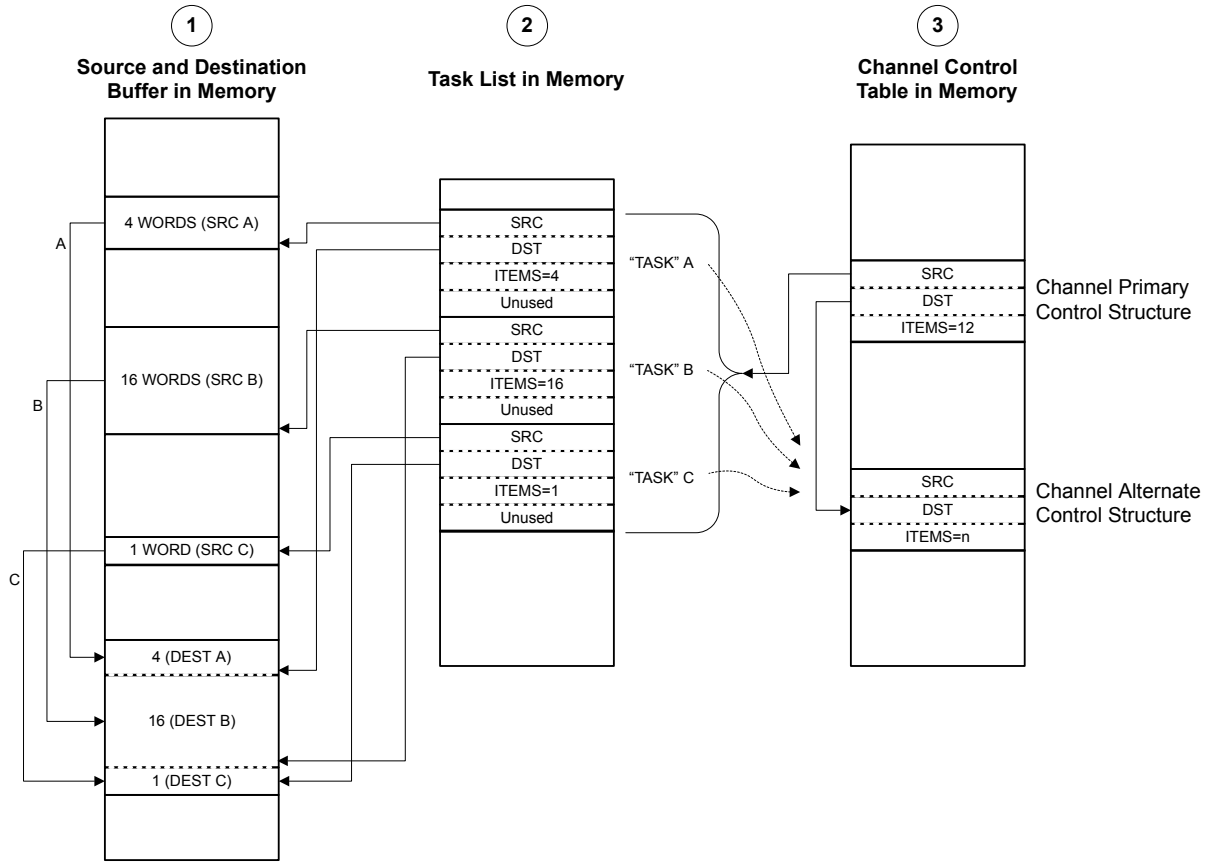 1
Source and Destination
Buffer in Memory
4 WORDS (SRC A)
16 WORDS (SRC B)
1 WORD (SRC C)
4 (DEST A)
16 (DEST B)
1 (DEST C)
A
B
C
2
Task List in Memory
SRC
DST
ITEMS=4
Unused
SRC
DST
ITEMS=16
Unused
SRC
DST
ITEMS=1
Unused
“TASK” A
“TASK” B
“TASK” C
3
Channel Control
Table in Memory
SRC
DST
ITEMS=12
Channel Primary
Control Structure
SRC
DST
ITEMS=n
Channel Alternate
Control Structure